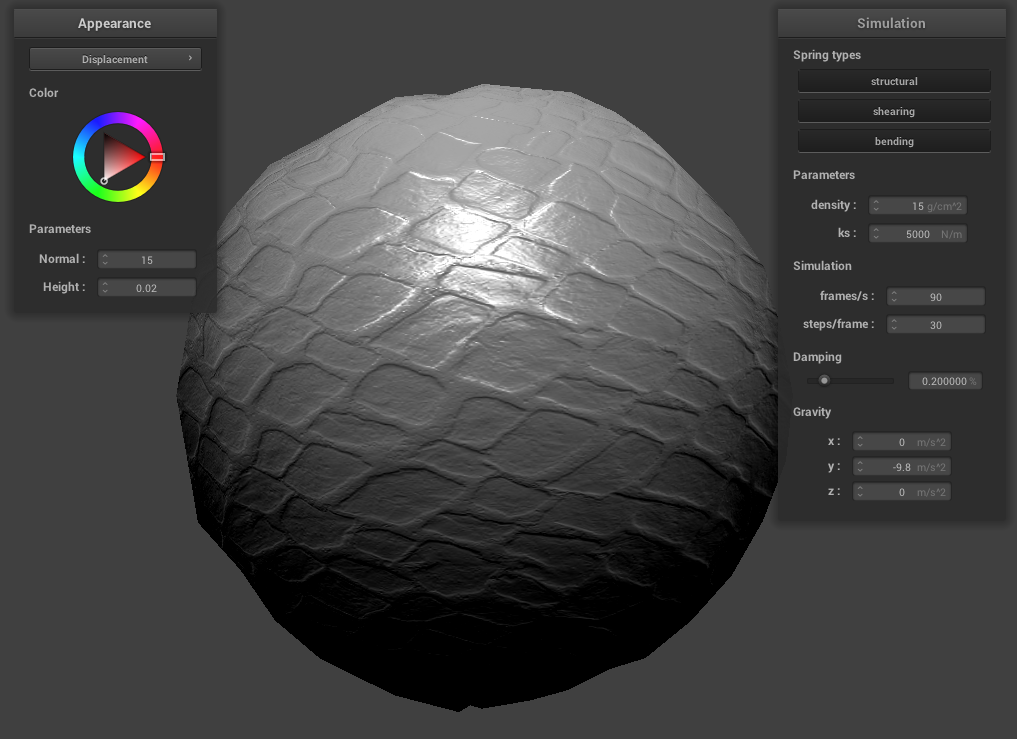 Appearance
Displacement
Color
Parameters
Normal : 15
Height : 0.02
Simulation
Spring types
structural
shearing
bending
Parameters
density : 15 g/cm^2
ks : 5000 N/m
Simulation
frames/s : 90
steps/frame : 30
Damping
0.200000 %
Gravity
x : 0 m/s^2
y : -9.8 m/s^2
z : 0 m/s^2